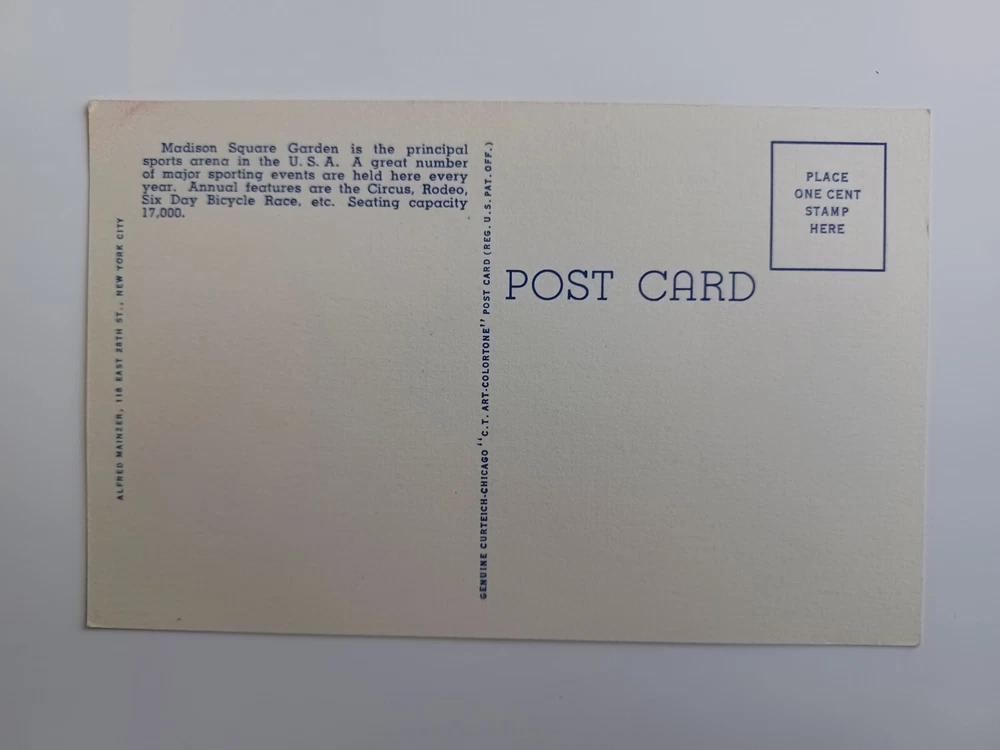 Madison Square Garden is the principal
sports arena in the U. S. A. A great number
of major sporting events are held here every
year. Annual features are the Circus, Rodeo,
Six Day Bicycle Race, etc. Seating capacity
17,000.
ALFRED MAINZER, 118 EAST 28TH ST., NEW YORK CITY
GENUINE CURTEICH-CHICAGO "C.T. ART-COLORTONE" POST CARD (REG. U.S. PAT. OFF.)
POST CARD
PLACE
ONE CENT
STAMP
HERE